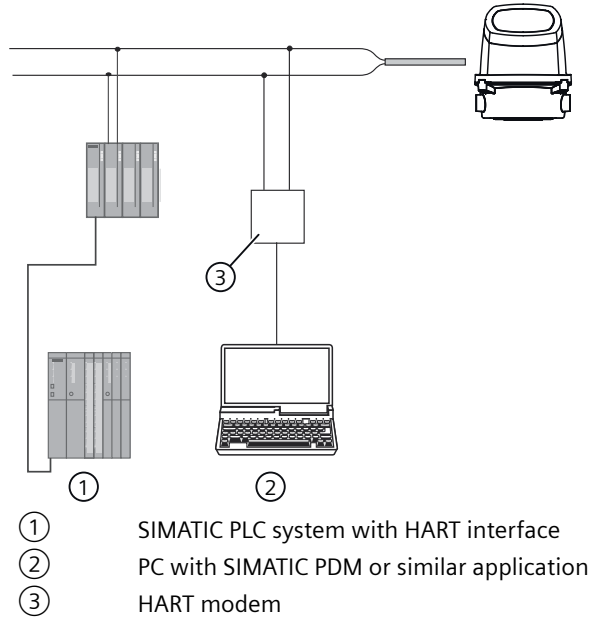 ③
① ②
① SIMATIC PLC system with HART interface
② PC with SIMATIC PDM or similar application
③ HART modem